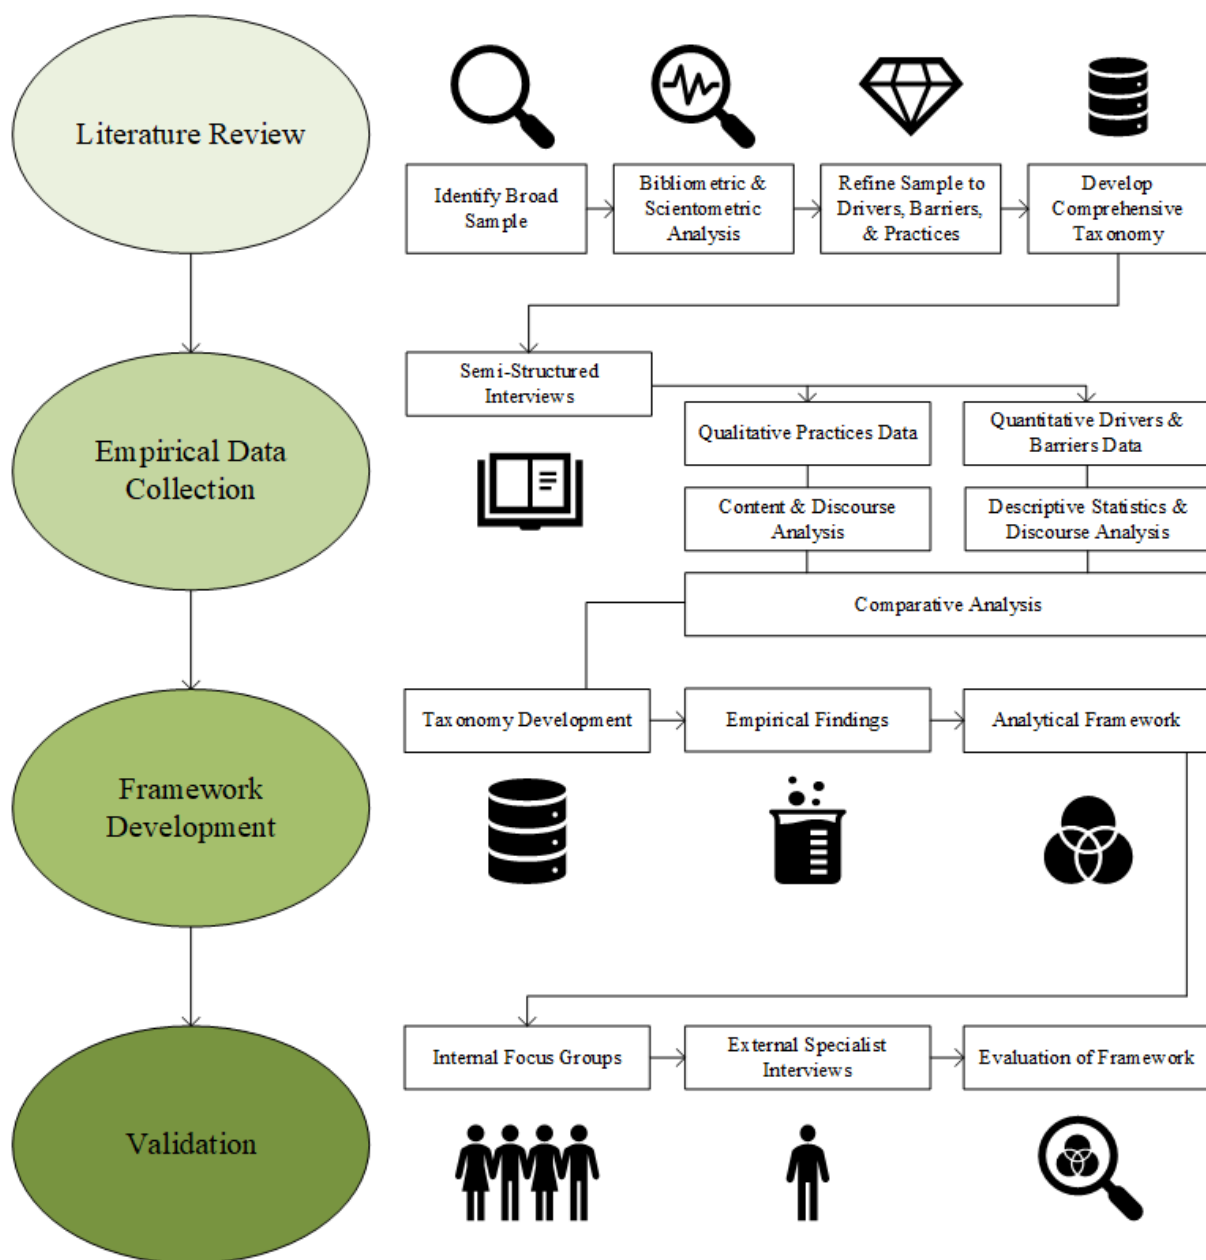 Literature Review
Identify Broad
Sample
Bibliometric &
Scientometric
Analysis
Refine Sample to
Drivers, Barriers,
& Practices
Develop
Comprehensive
Taxonomy
Empirical Data
Collection
Semi-Structured
Interviews
Qualitative Practices Data
Quantitative Drivers &
Barriers Data
Content & Discourse
Analysis
Descriptive Statistics &
Discourse Analysis
Comparative Analysis
Framework
Development
Taxonomy Development
Empirical Findings
Analytical Framework
Validation
Internal Focus Groups
External Specialist
Interviews
Evaluation of Framework